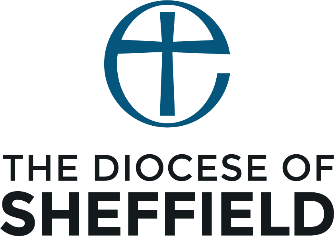 THE DIOCESE OF
SHEFFIELD